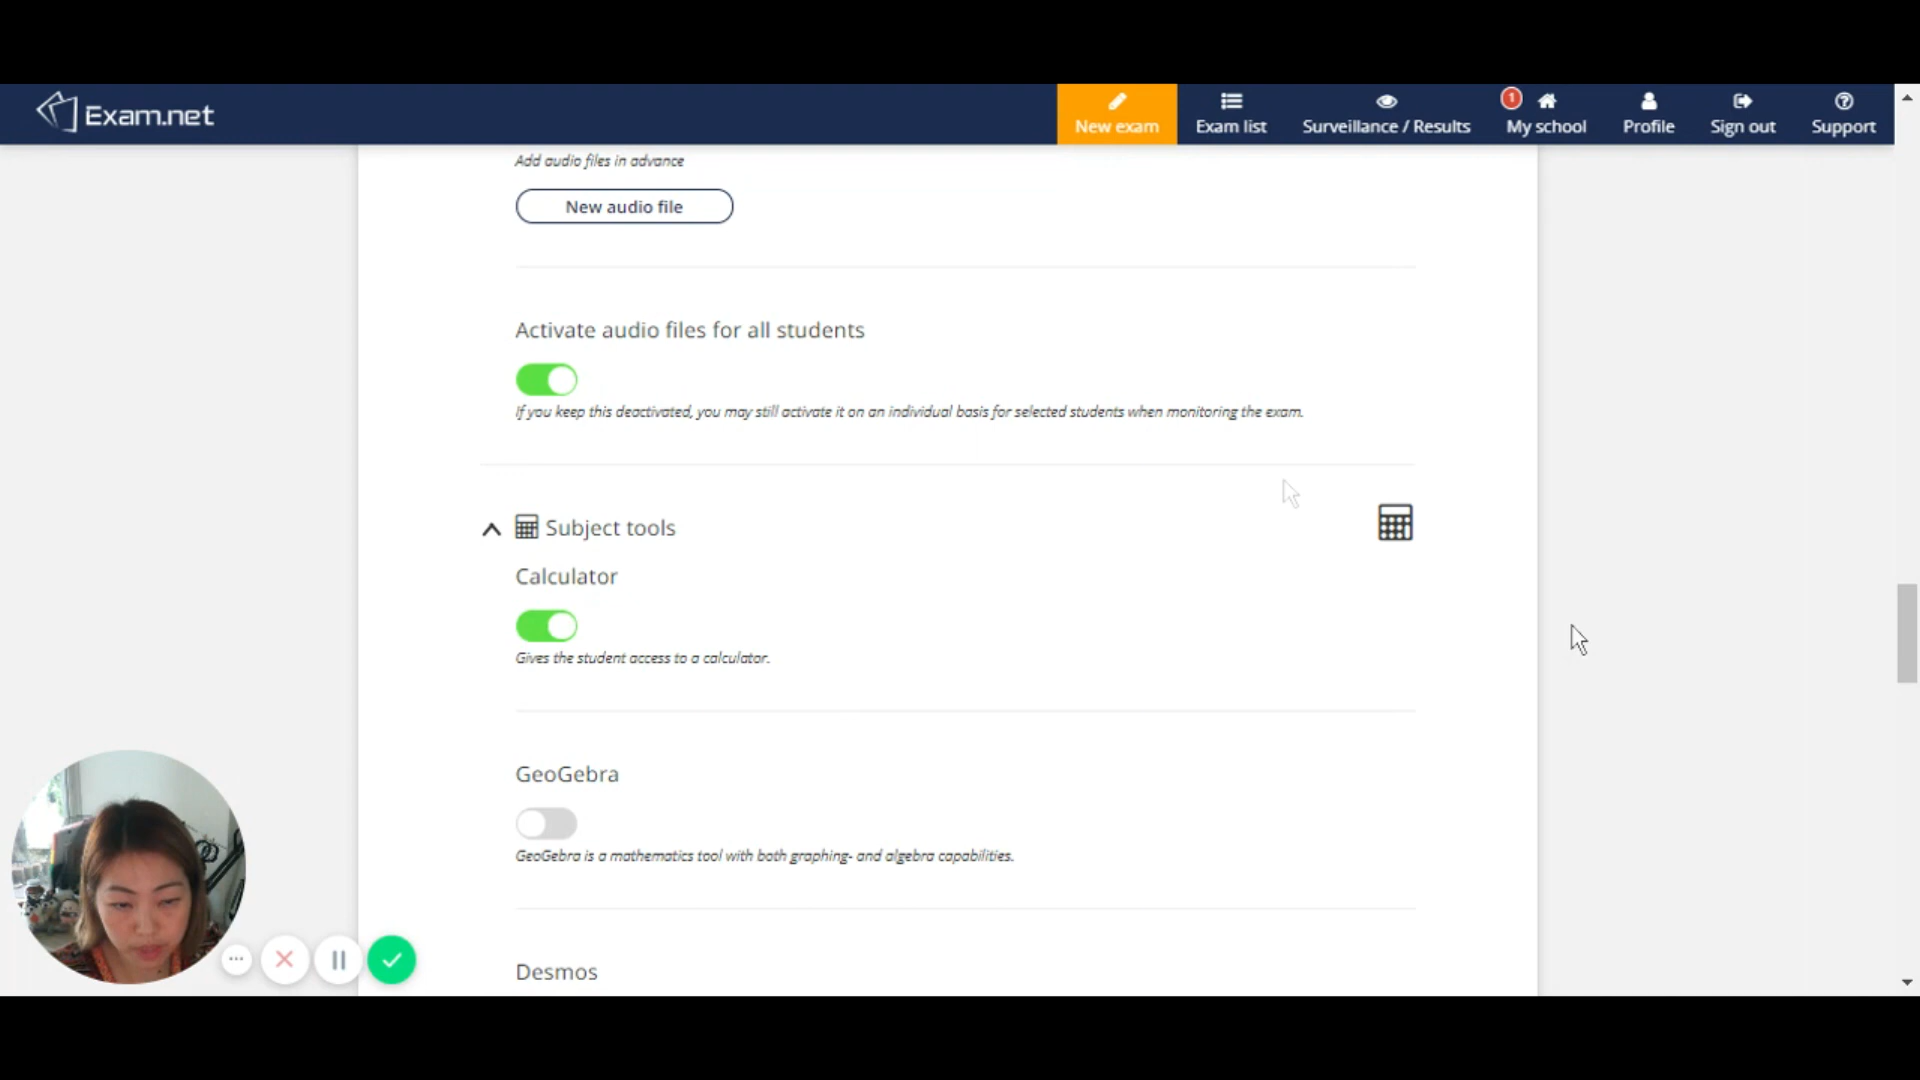 Exam.net
New exam
Exam list
Surveillance / Results
1
My school
Profile
Sign out
Support
Add audio files in advance
New audio file
Activate audio files for all students
If you keep this deactivated, you may still activate it on an individual basis for selected students when monitoring the exam.
Subject tools
Calculator
Gives the student access to a calculator.
GeoGebra
GeoGebra is a mathematics tool with both graphing- and algebra capabilities.
Desmos